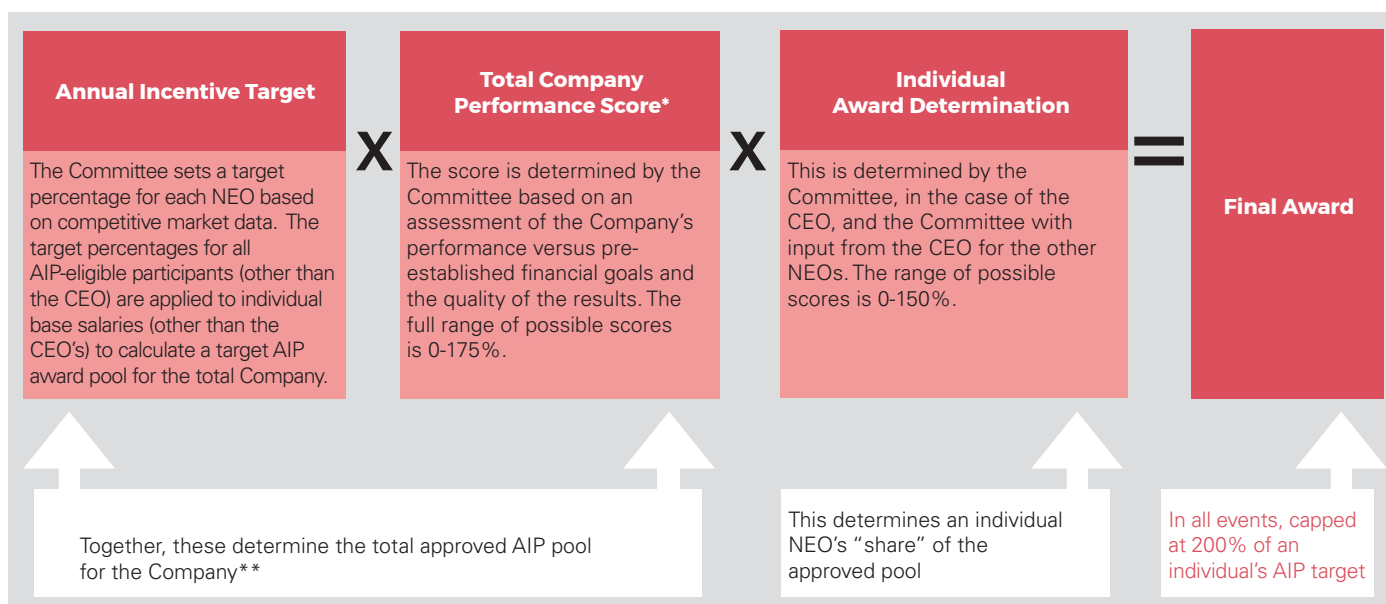 Annual Incentive Target
The Committee sets a target
percentage for each NEO based
on competitive market data. The
target percentages for all
AIP-eligible participants (other than
the CEO) are applied to individual
base salaries (other than the
CEO's) to calculate a target AIP
award pool for the total Company.
X
Total Company
Performance Score*
The score is determined by the
Committee based on an
assessment of the Company's
performance versus pre-
established financial goals and
the quality of the results. The
full range of possible scores
is 0-175%.
X
Individual
Award Determination
This is determined by the
Committee, in the case of the
CEO, and the Committee with
input from the CEO for the other
NEOs. The range of possible
scores is 0-150%.
=
Final Award
Together, these determine the total approved AIP pool
for the Company**
This determines an individual
NEO's “share” of the
approved pool
In all events, capped
at 200% of an
individual's AIP target